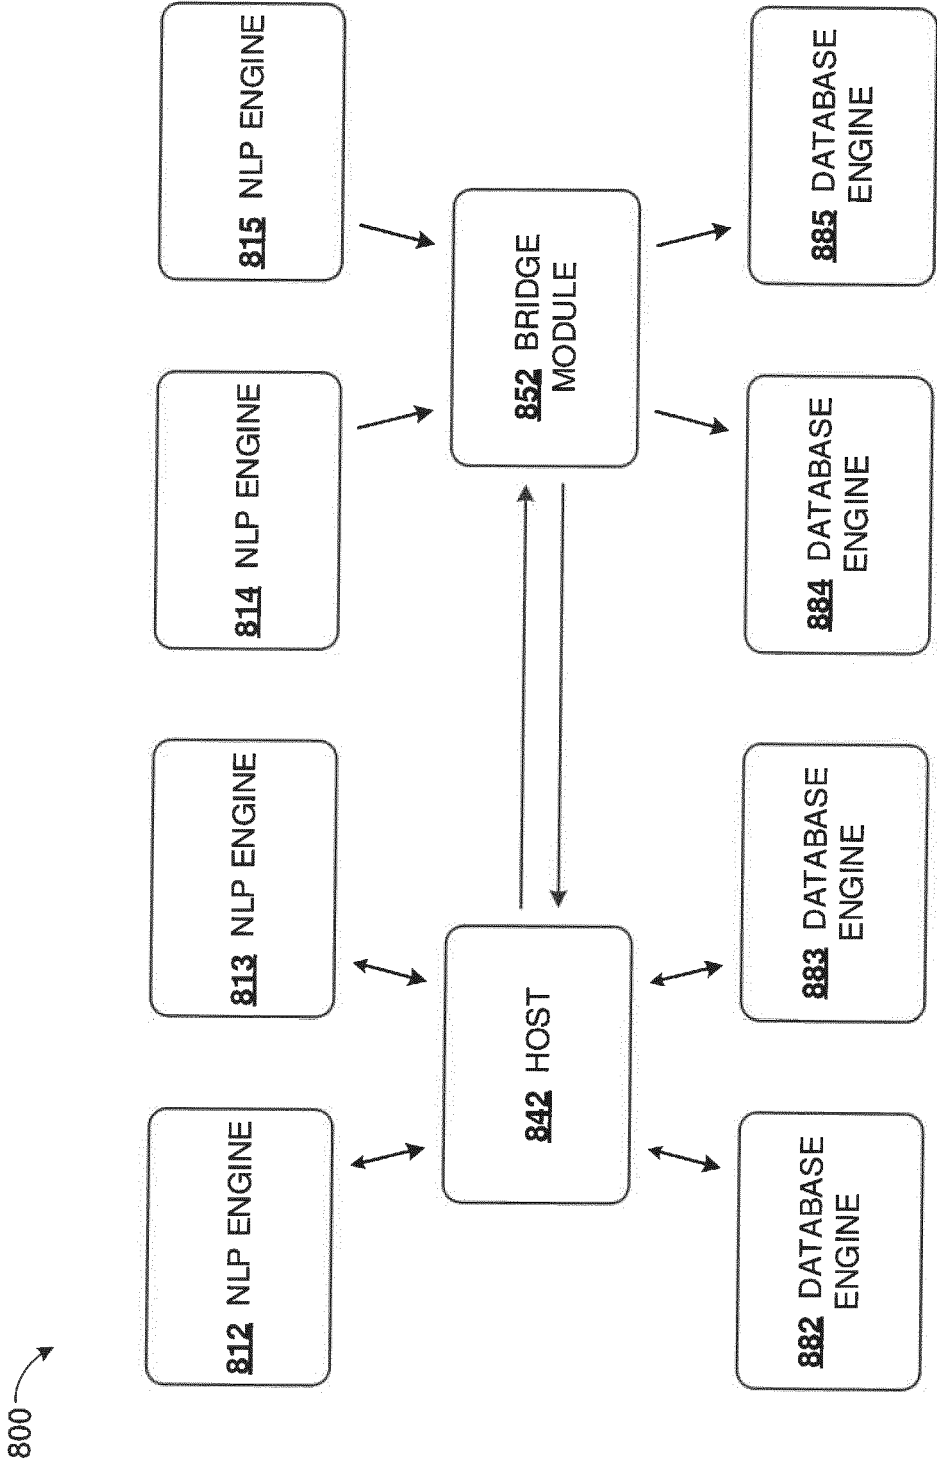 800
812 NLP ENGINE
813 NLP ENGINE
814 NLP ENGINE
815 NLP ENGINE
842 HOST
852 BRIDGE
MODULE
882 DATABASE
ENGINE
883 DATABASE
ENGINE
884 DATABASE
ENGINE
885 DATABASE
ENGINE